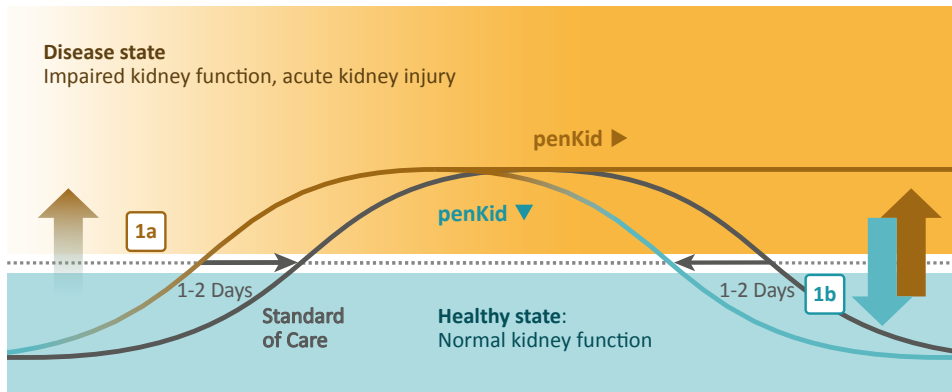 Disease state
Impaired kidney function, acute kidney injury
penKid ▶
penKid ▼
1a
1-2 Days
1-2 Days
1b
Standard
of Care
Healthy state:
Normal kidney function